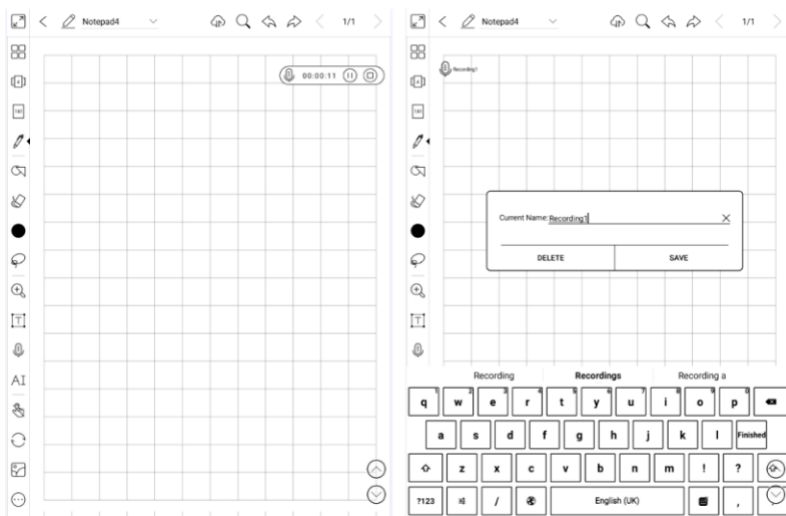 Notepad4
1/1
00:00:11
AI
Notepad4
1/1
Recording1
Current Name: Recording1
DELETE
SAVE
Recording
Recordings
Recording a
q w e r t y u i o p
a s d f g h j k l Finished
z x c v b n m ! ?
?123 / English (UK) ,